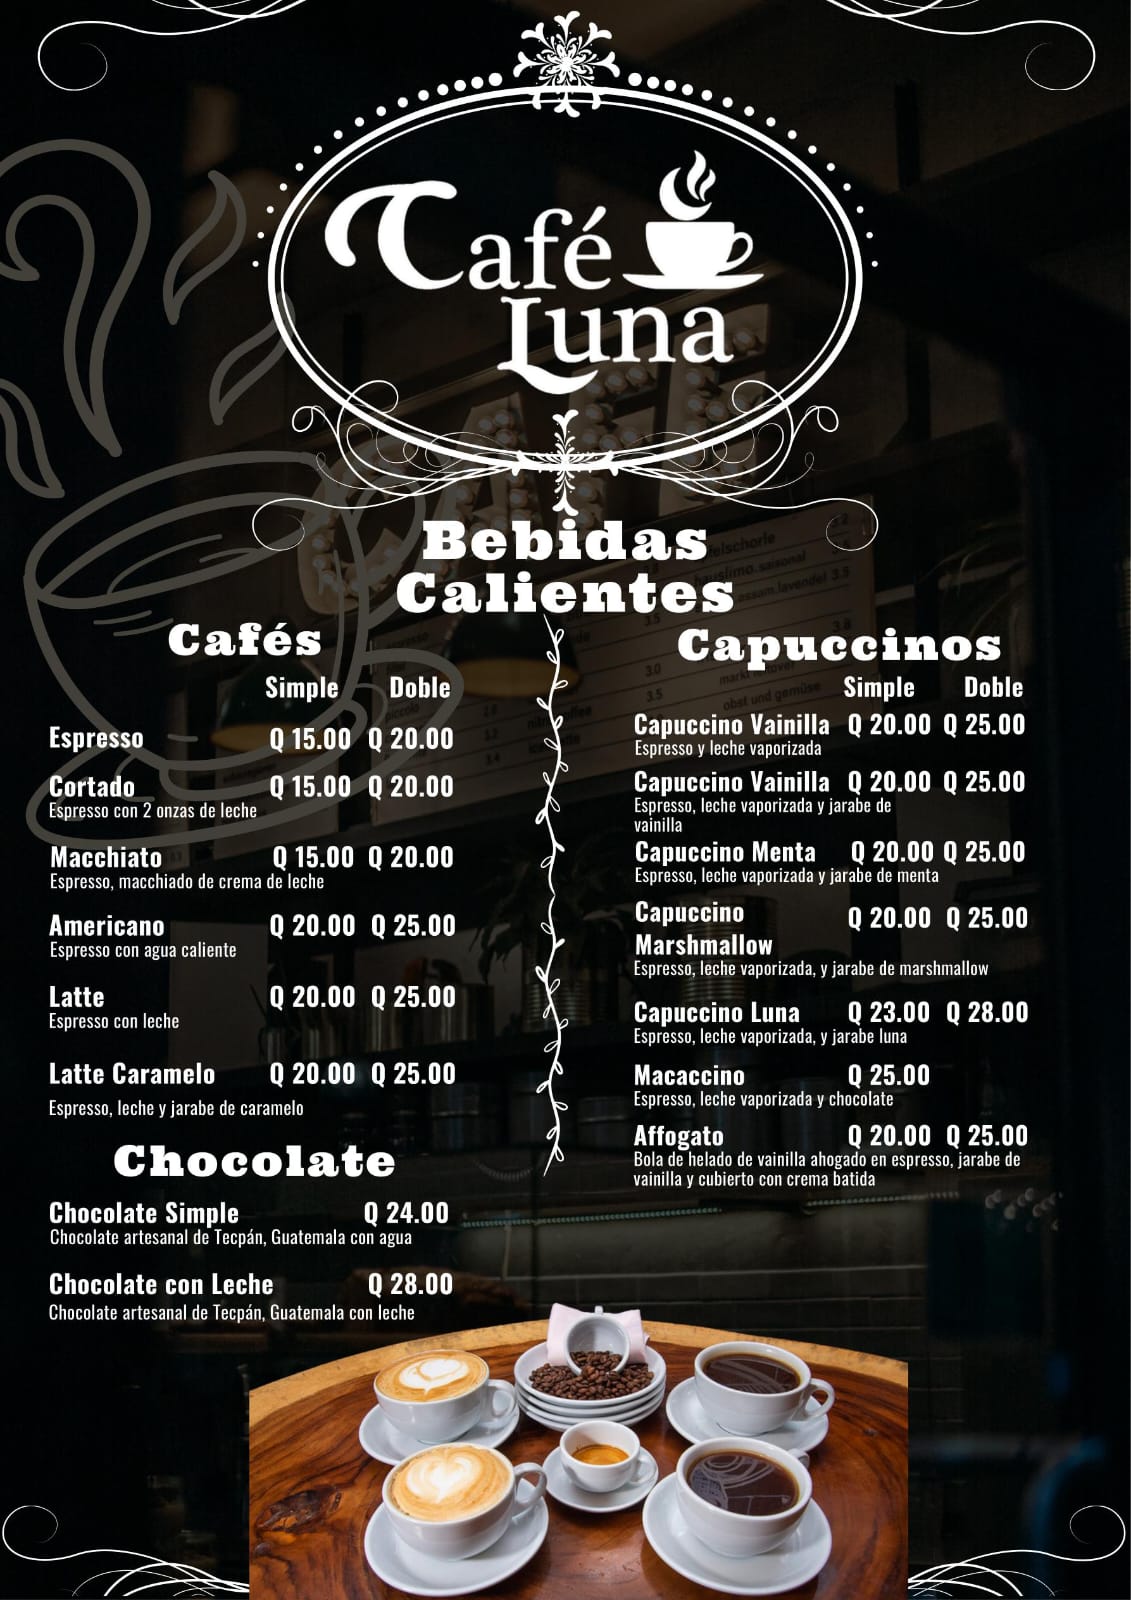 Café
Luna
Bebidas
Calientes
Cafés
Simple Doble
Espresso Q 15.00 Q 20.00
Cortado Q 15.00 Q 20.00
Espresso con 2 onzas de leche
Macchiato Q 15.00 Q 20.00
Espresso, macchiado de crema de leche
Americano Q 20.00 Q 25.00
Espresso con agua caliente
Latte Q 20.00 Q 25.00
Espresso con leche
Latte Caramelo Q 20.00 Q 25.00
Espresso, leche y jarabe de caramelo
Chocolate
Chocolate Simple Q 24.00
Chocolate artesanal de Tecpán, Guatemala con agua
Chocolate con Leche Q 28.00
Chocolate artesanal de Tecpán, Guatemala con leche
Capuccinos
Simple Doble
Capuccino Vainilla Q 20.00 Q 25.00
Espresso y leche vaporizada
Capuccino Vainilla Q 20.00 Q 25.00
Espresso, leche vaporizada y jarabe de
vainilla
Capuccino Menta Q 20.00 Q 25.00
Espresso, leche vaporizada y jarabe de menta
Capuccino Q 20.00 Q 25.00
Marshmallow
Espresso, leche vaporizada, y jarabe de marshmallow
Capuccino Luna Q 23.00 Q 28.00
Espresso, leche vaporizada, y jarabe luna
Macaccino Q 25.00
Espresso, leche vaporizada y chocolate
Affogato Q 20.00 Q 25.00
Bola de helado de vainilla ahogado en espresso, jarabe de
vainilla y cubierto con crema batida